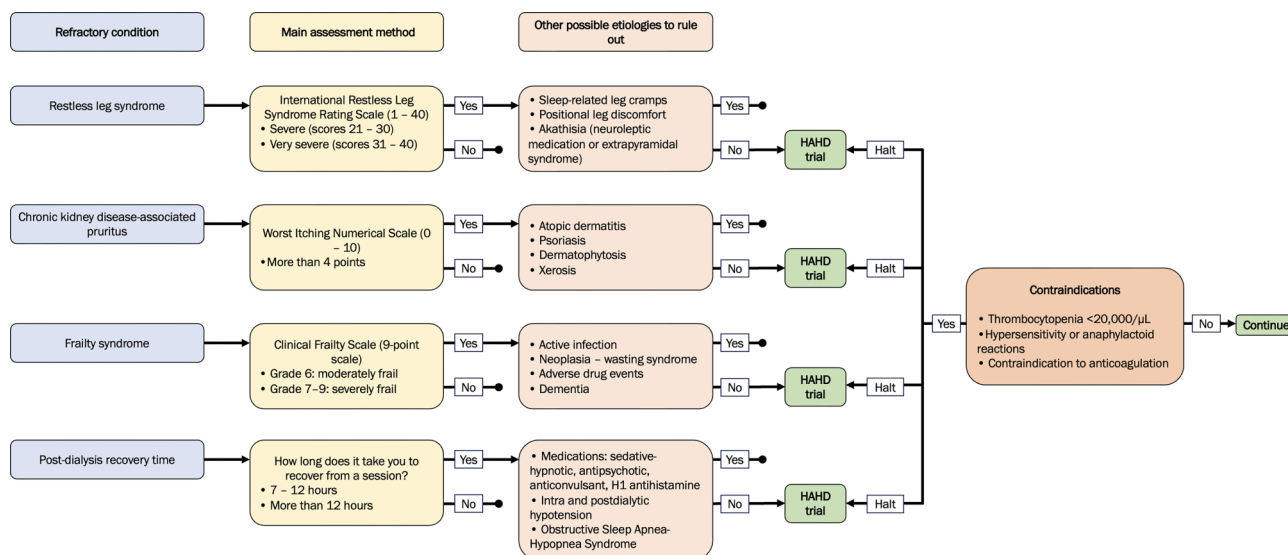 Refractory condition
Main assessment method
Other possible etiologies to rule
out
Restless leg syndrome
International Restless Leg
Syndrome Rating Scale (1 – 40)
• Severe (scores 21 – 30)
• Very severe (scores 31 – 40)
Yes
No
• Sleep-related leg cramps
• Positional leg discomfort
• Akathisia (neuroleptic
medication or extrapyramidal
syndrome)
Yes
No
HAHD
trial
Halt
Chronic kidney disease-associated
pruritus
Worst Itching Numerical Scale (0
– 10)
• More than 4 points
Yes
No
• Atopic dermatitis
• Psoriasis
• Dermatophytosis
• Xerosis
Yes
No
HAHD
trial
Halt
Frailty syndrome
Clinical Frailty Scale (9-point
scale)
• Grade 6: moderately frail
• Grade 7–9: severely frail
Yes
No
• Active infection
• Neoplasia – wasting syndrome
• Adverse drug events
• Dementia
Yes
No
HAHD
trial
Halt
Post-dialysis recovery time
How long does it take you to
recover from a session?
• 7 – 12 hours
• More than 12 hours
Yes
No
• Medications: sedative-
hypnotic, antipsychotic,
anticonvulsant, H1 antihistamine
• Intra and postdialytic
hypotension
• Obstructive Sleep Apnea-
Hypopnea Syndrome
Yes
No
HAHD
trial
Halt
Yes
Contraindications
• Thrombocytopenia <20,000/µL
• Hypersensitivity or anaphylactoid
reactions
• Contraindication to anticoagulation
No
Continue